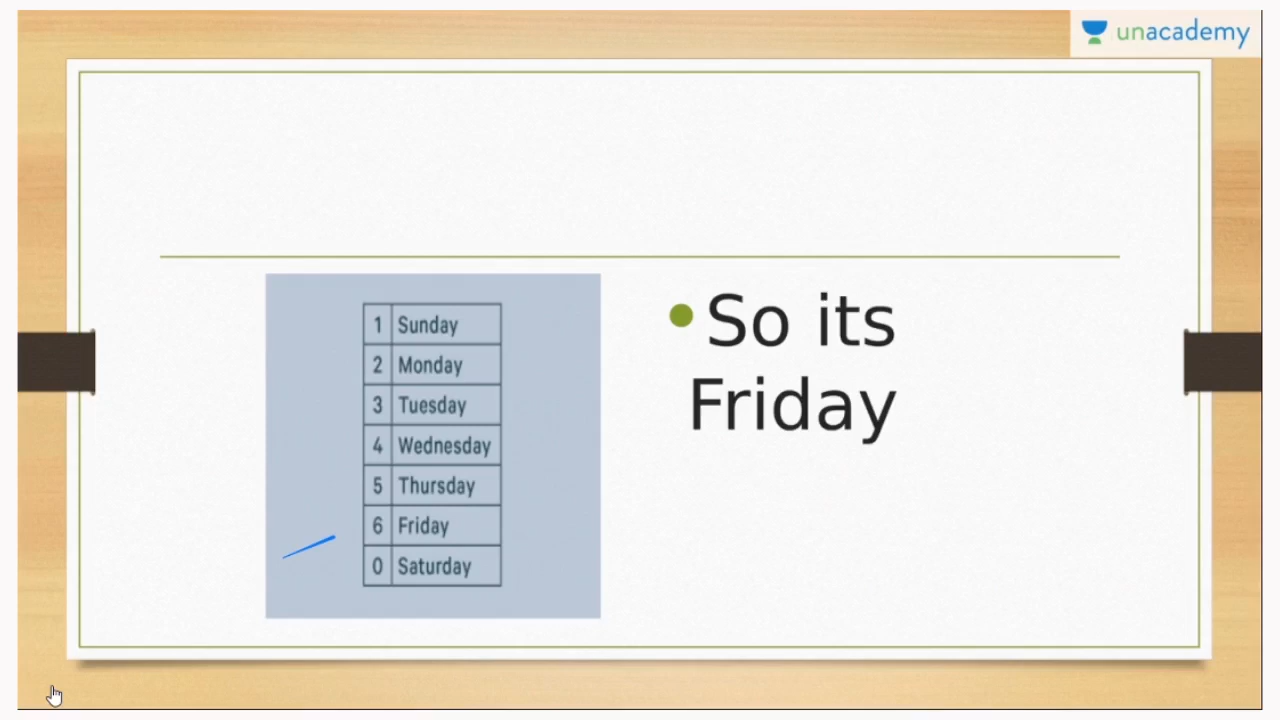 unacademy
1 Sunday
2 Monday
3 Tuesday
4 Wednesday
5 Thursday
6 Friday
0 Saturday
So its
Friday